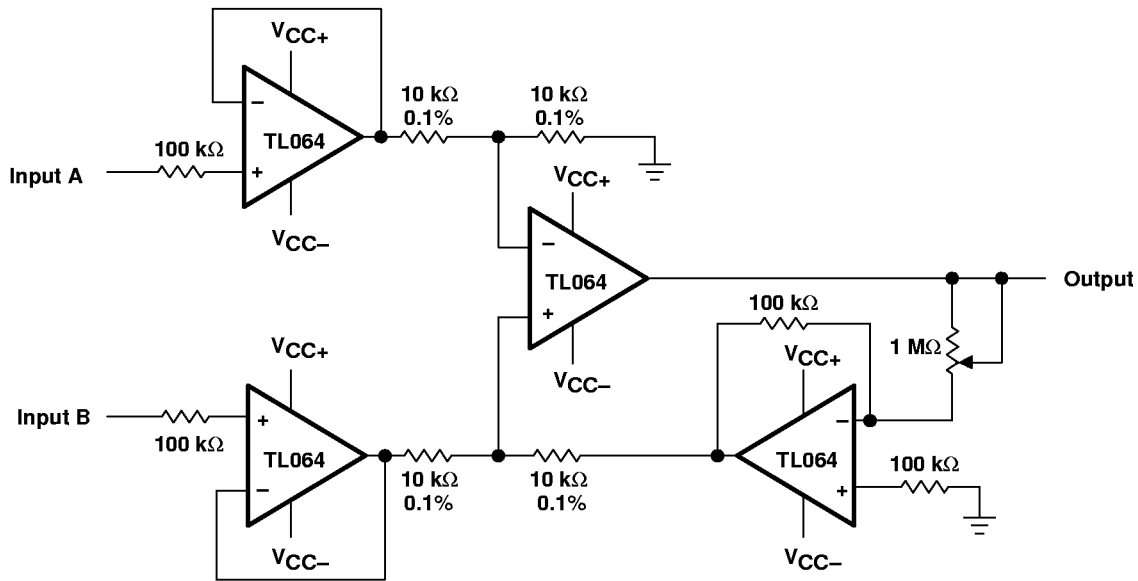 VCC+
10 kΩ
0.1%
10 kΩ
0.1%
−
TL064
100 kΩ
+
Input A
VCC+
VCC−
−
TL064
Output
100 kΩ
+
1 MΩ
VCC+
VCC+
VCC−
Input B
+
−
100 kΩ
TL064
TL064
100 kΩ
−
10 kΩ
0.1%
10 kΩ
0.1%
+
VCC−
VCC−